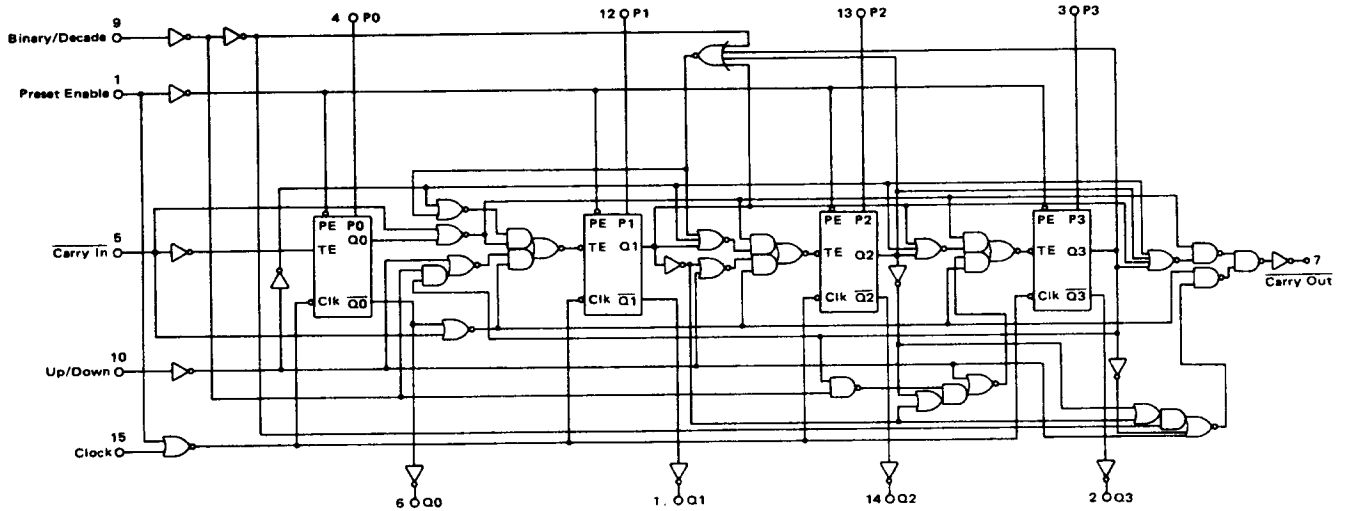 9
Binary/Decade
1
Preset Enable
4 P0
12 P1
13 P2
3 P3
5
Carry In
PE P0
Q0
TE
Clk Q0
PE P1
TE Q1
Clk Q1
PE P2
TE Q2
Clk Q2
PE P3
TE Q3
Clk Q3
7
Carry Out
10
Up/Down
15
Clock
6 Q0
1. Q1
14 Q2
2 Q3